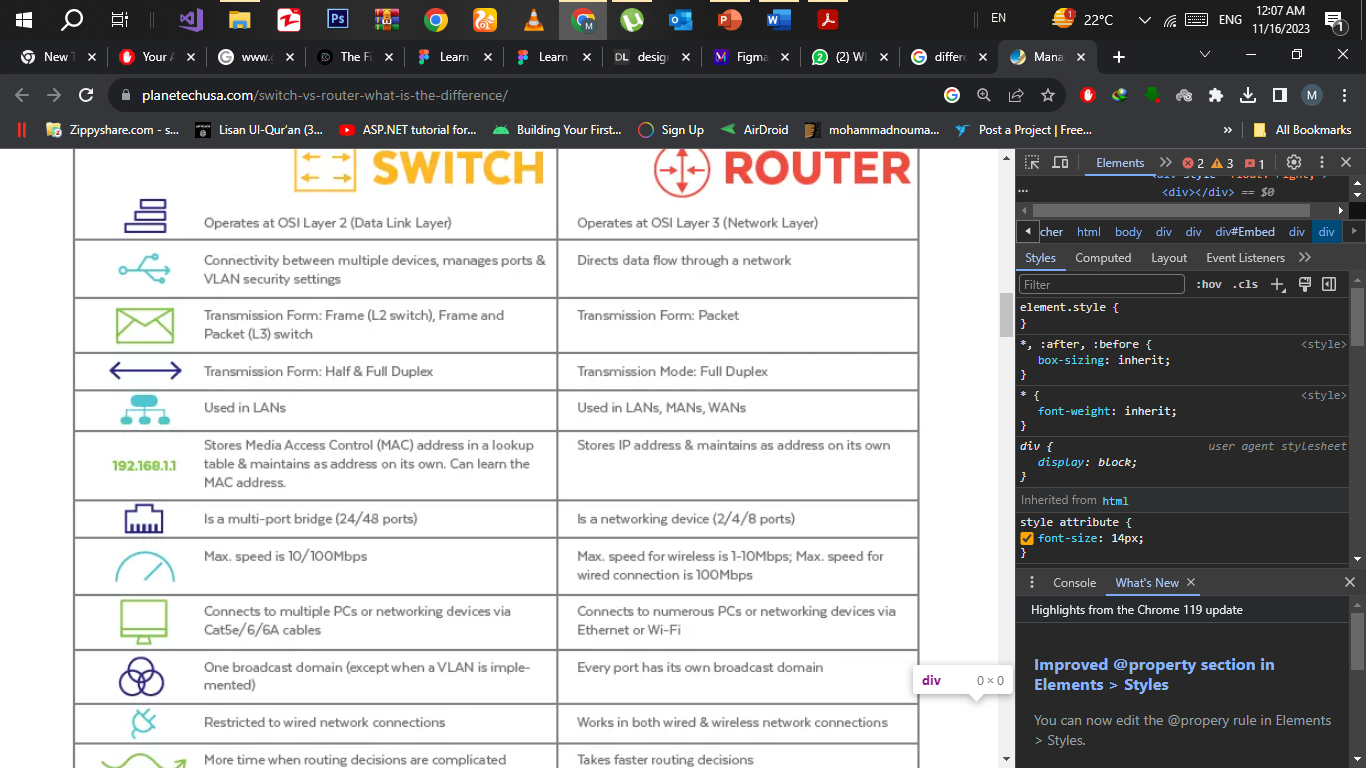 EN
1
22°C
ENG
12:07 AM
11/16/2023
1
New T
Your A
www.g
The Fi
Learn
Learn
DL desig
Figma
(2) W
differe
Mana
planetechusa.com/switch-vs-router-what-is-the-difference/
M
Zippyshare.com - s...
Lisan Ul-Qur'an (3...
ASP.NET tutorial for...
Building Your First...
Sign Up
AirDroid
mohammadnouma...
Post a Project | Free...
»
All Bookmarks
SWITCH
ROUTER
Operates at OSI Layer 2 (Data Link Layer)
Operates at OSI Layer 3 (Network Layer)
Connectivity between multiple devices, manages ports &
VLAN security settings
Directs data flow through a network
Transmission Form: Frame (L2 switch), Frame and
Packet (L3) switch
Transmission Form: Packet
Transmission Form: Half & Full Duplex
Transmission Mode: Full Duplex
Used in LANs
Used in LANs, MANs, WANs
192.168.1.1
Stores Media Access Control (MAC) address in a lookup
table & maintains as address on its own. Can learn the
MAC address.
Stores IP address & maintains as address on its own
Is a multi-port bridge (24/48 ports)
Is a networking device (2/4/8 ports)
Max. speed is 10/100Mbps
Max. speed for wireless is 1-10Mbps; Max. speed for
wired connection is 100Mbps
Connects to multiple PCs or networking devices via
Cat5e/6/6A cables
Connects to numerous PCs or networking devices via
Ethernet or Wi-Fi
One broadcast domain (except when a VLAN is imple-
mented)
Every port has its own broadcast domain
Restricted to wired network connections
Works in both wired & wireless network connections
More time when routing decisions are complicated
Takes faster routing decisions
div 0 × 0
Elements » 2 3 1
... <div></div> == $0
cher html body div div div#Embed div div
Styles Computed Layout Event Listeners »
Filter :hov .cls
element.style {
}
*, :after, :before { <style>
box-sizing: inherit;
}
* { <style>
font-weight: inherit;
}
div { user agent stylesheet
display: block;
}
Inherited from html
style attribute {
font-size: 14px;
}
Console What's New
Highlights from the Chrome 119 update
Improved @property section in
Elements > Styles
You can now edit the @propery rule in Elements
> Styles.